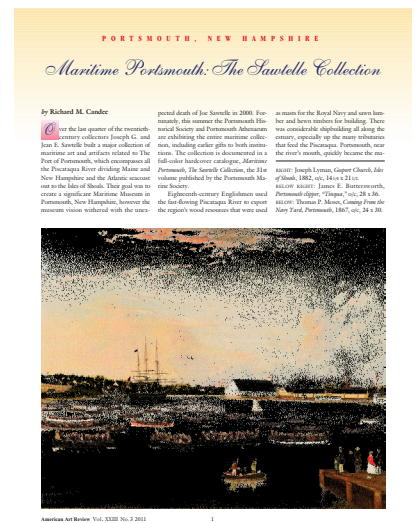 PORTSMOUTH, NEW HAMPSHIRE
Maritime Portsmouth: The Sawtelle Collection
by Richard M. Candee
Over the last quarter of the twentieth-
century collectors Joseph G. and
Jean E. Sawtelle built a major collection of
maritime art and artifacts related to The
Port of Portsmouth, which encompasses all
the Piscataqua River dividing Maine and
New Hampshire and the Atlantic seacoast
out to the Isles of Shoals. Their goal was to
create a significant Maritime Museum in
Portsmouth, New Hampshire, however the
museum vision withered with the unex-
pected death of Joe Sawtelle in 2000. For-
tunately, this summer the Portsmouth His-
torical Society and Portsmouth Athenaeum
are exhibiting the entire maritime collec-
tion, including earlier gifts to both institu-
tions. The collection is documented in a
full-color hardcover catalogue, Maritime
Portsmouth, The Sawtelle Collection, the 31st
volume published by the Portsmouth Ma-
rine Society.
Eighteenth-century Englishmen used
the fast-flowing Piscataqua River to export
the region's wood resources that were used
as masts for the Royal Navy and sawn lum-
ber and hewn timbers for building. There
was considerable shipbuilding all along the
estuary, especially up the many tributaries
that feed the Piscataqua. Portsmouth, near
the river's mouth, quickly became the ma-
RIGHT: Joseph Lyman, Gosport Church, Isles
of Shoals, 1882, o/c, 14 1/8 x 21 1/2.
BELOW RIGHT: James E. Butterworth,
Portsmouth clipper, "Tinqua," o/c, 28 x 36.
BELOW: Thomas P. Moses, Coming From the
Navy Yard, Portsmouth, 1867, o/c, 24 x 30.
American Art Review Vol. XXIII No. 3 2011 1